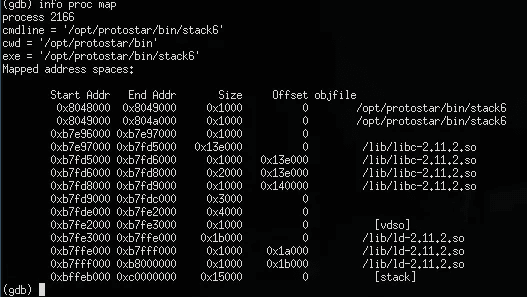 (gdb) info proc map
process 2166
cmdline = '/opt/protostar/bin/stack6'
cwd = '/opt/protostar/bin'
exe = '/opt/protostar/bin/stack6'
Mapped address spaces:
Start Addr End Addr Size Offset objfile
0x8048000 0x8049000 0x1000 0 /opt/protostar/bin/stack6
0x8049000 0x804a000 0x1000 0 /opt/protostar/bin/stack6
0xb7e96000 0xb7e97000 0x1000 0
0xb7e97000 0xb7fd5000 0x13e000 0 /lib/libc-2.11.2.so
0xb7fd5000 0xb7fd6000 0x1000 0x13e000 /lib/libc-2.11.2.so
0xb7fd6000 0xb7fd8000 0x2000 0x13e000 /lib/libc-2.11.2.so
0xb7fd8000 0xb7fd9000 0x1000 0x140000 /lib/libc-2.11.2.so
0xb7fd9000 0xb7fdc000 0x3000 0
0xb7fde000 0xb7fe2000 0x4000 0
0xb7fe2000 0xb7fe3000 0x1000 0 [vdso]
0xb7fe3000 0xb7ffe000 0x1b000 0 /lib/ld-2.11.2.so
0xb7ffe000 0xb7fff000 0x1000 0x1a000 /lib/ld-2.11.2.so
0xb7fff000 0xb8000000 0x1000 0x1b000 /lib/ld-2.11.2.so
0xbffeb000 0xc0000000 0x15000 0 [stack]
(gdb)